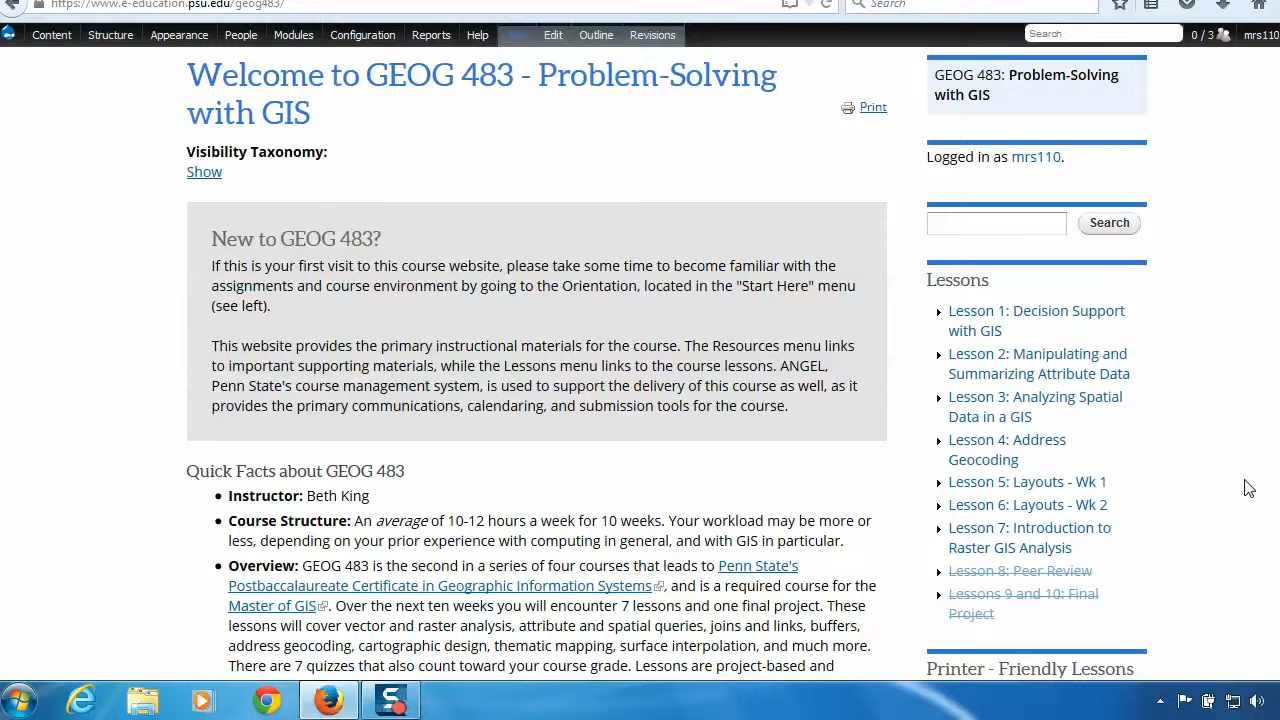 https://www.e-education.psu.edu/geog483/
Search
Content Structure Appearance People Modules Configuration Reports Help Edit Outline Revisions
Search
0 / 3
mrs110
Welcome to GEOG 483 - Problem-Solving
with GIS
Print
Visibility Taxonomy:
Show
New to GEOG 483?
If this is your first visit to this course website, please take some time to become familiar with the
assignments and course environment by going to the Orientation, located in the "Start Here" menu
(see left).
This website provides the primary instructional materials for the course. The Resources menu links
to important supporting materials, while the Lessons menu links to the course lessons. ANGEL,
Penn State's course management system, is used to support the delivery of this course as well, as it
provides the primary communications, calendaring, and submission tools for the course.
Quick Facts about GEOG 483
Instructor: Beth King
Course Structure: An average of 10-12 hours a week for 10 weeks. Your workload may be more or
less, depending on your prior experience with computing in general, and with GIS in particular.
Overview: GEOG 483 is the second in a series of four courses that leads to Penn State's
Postbaccalaureate Certificate in Geographic Information Systems, and is a required course for the
Master of GIS. Over the next ten weeks you will encounter 7 lessons and one final project. These
lessons will cover vector and raster analysis, attribute and spatial queries, joins and links, buffers,
address geocoding, cartographic design, thematic mapping, surface interpolation, and much more.
There are 7 quizzes that also count toward your course grade. Lessons are project-based and
GEOG 483: Problem-Solving
with GIS
Logged in as mrs110.
Search
Lessons
Lesson 1: Decision Support
with GIS
Lesson 2: Manipulating and
Summarizing Attribute Data
Lesson 3: Analyzing Spatial
Data in a GIS
Lesson 4: Address
Geocoding
Lesson 5: Layouts - Wk 1
Lesson 6: Layouts - Wk 2
Lesson 7: Introduction to
Raster GIS Analysis
Lesson 8: Peer Review
Lessons 9 and 10: Final
Project
Printer - Friendly Lessons